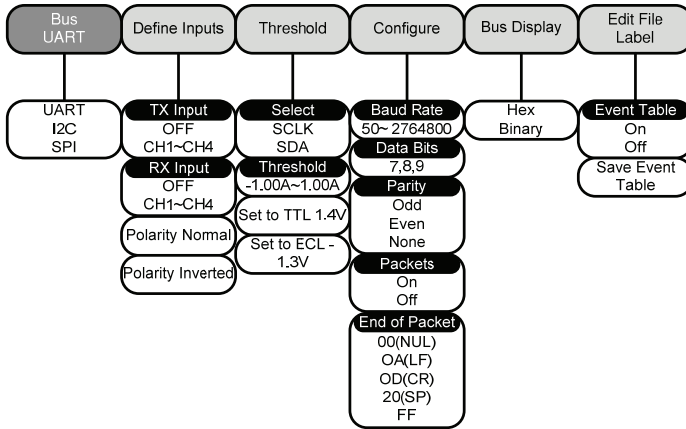 Bus
UART
Define Inputs
Threshold
Configure
Bus Display
Edit File
Label
UART
I2C
SPI
TX Input
OFF
CH1~CH4
RX Input
OFF
CH1~CH4
Polarity Normal
Polarity Inverted
Select
SCLK
SDA
Threshold
-1.00A~1.00A
Set to TTL 1.4V
Set to ECL -
1.3V
Baud Rate
50~ 2764800
Data Bits
7,8,9
Parity
Odd
Even
None
Packets
On
Off
End of Packet
00(NUL)
OA(LF)
OD(CR)
20(SP)
FF
Hex
Binary
Event Table
On
Off
Save Event
Table